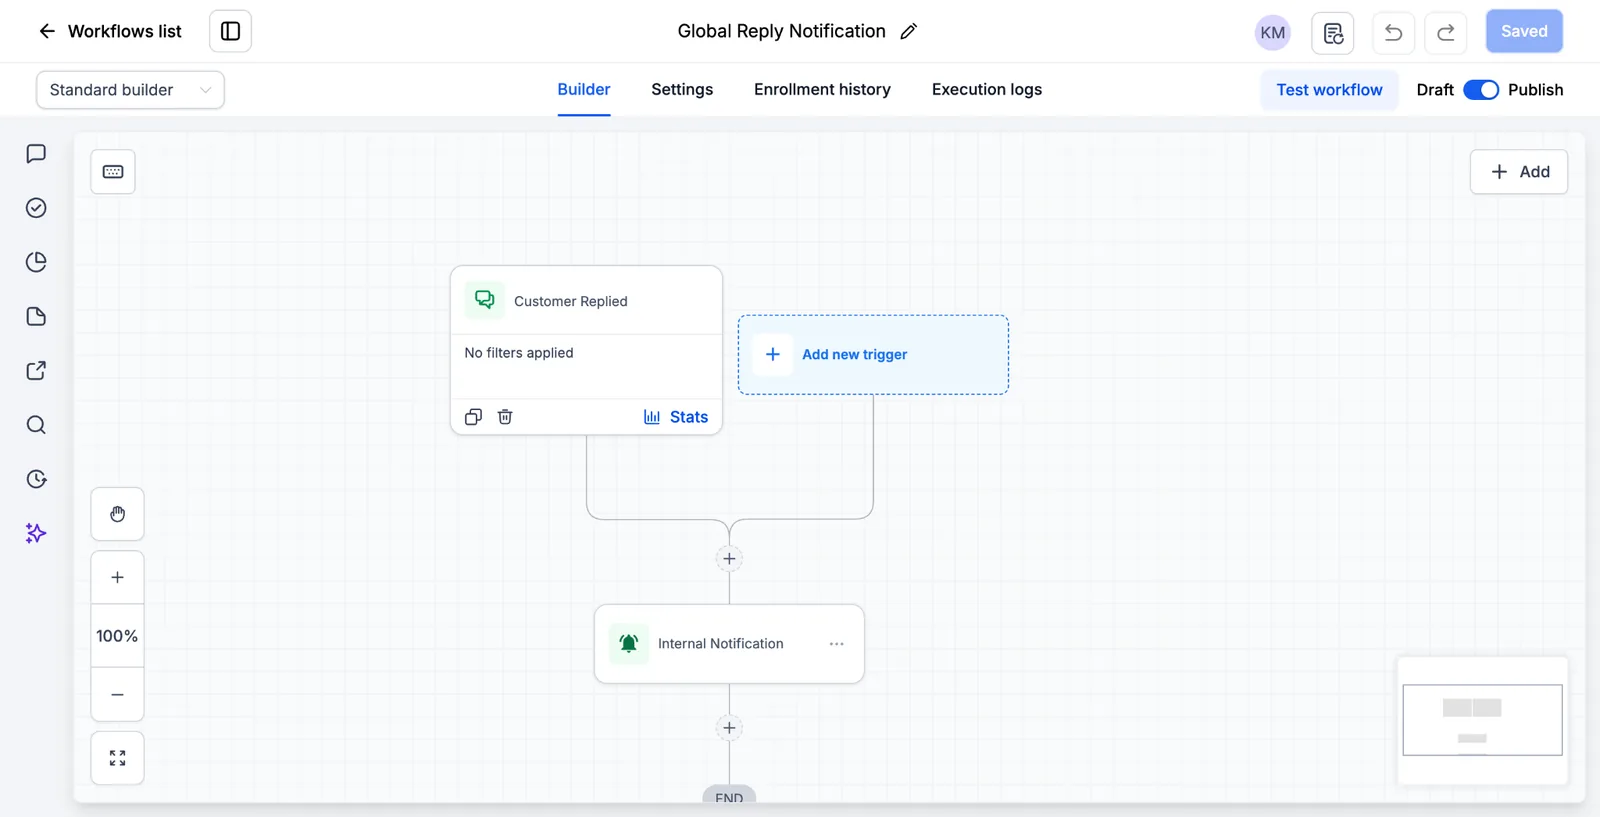 Workflows list
Global Reply Notification
KM
Saved
Standard builder
Builder
Settings
Enrollment history
Execution logs
Test workflow
Draft
Publish
Add
Customer Replied
No filters applied
Stats
Add new trigger
100%
Internal Notification
END